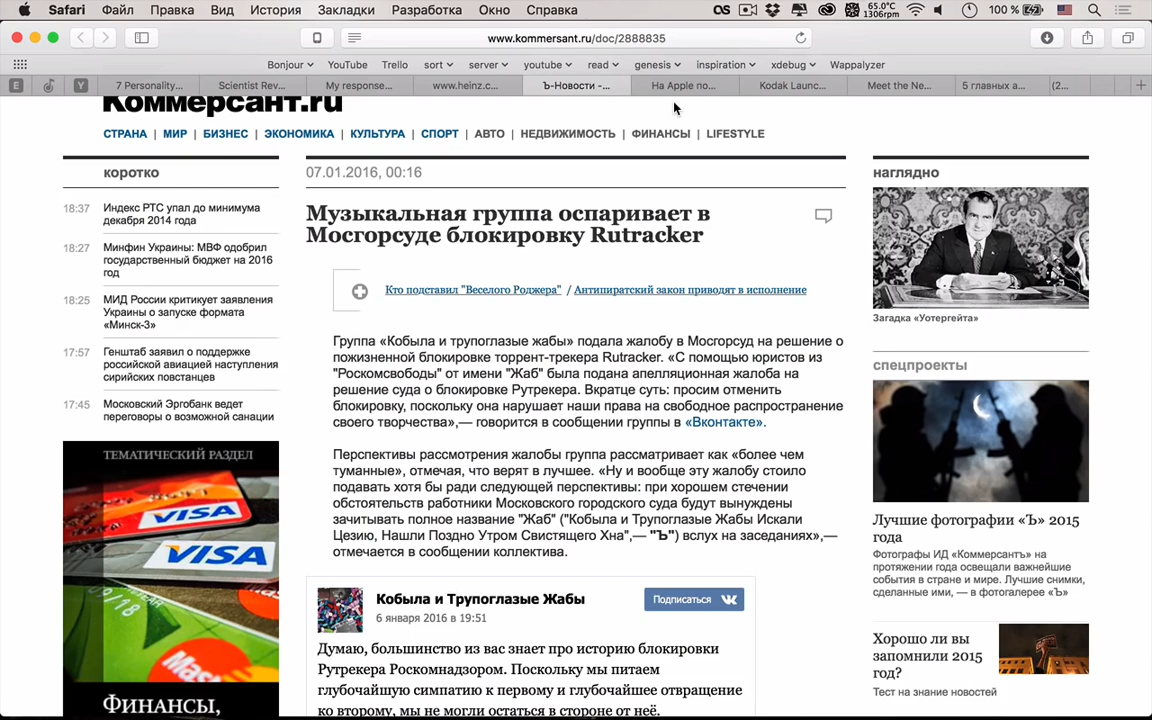 Safari Файл Правка Вид История Закладки Разработка Окно Справка
65.0°C
1306rpm
100 %
www.kommersant.ru/doc/2888835
Bonjour YouTube Trello sort server youtube read genesis inspiration xdebug Wappalyzer
E Y 7 Personality... Scientist Rev... My response... www.heinz.c... Ъ-Новости -... На Apple по... Kodak Launc... Meet the Ne... 5 главных а... (2...
Коммерсант.ru
СТРАНА | МИР | БИЗНЕС | ЭКОНОМИКА | КУЛЬТУРА | СПОРТ | АВТО | НЕДВИЖИМОСТЬ | ФИНАНСЫ | LIFESTYLE
коротко
18:37 Индекс РТС упал до минимума
декабря 2014 года
18:27 Минфин Украины: МВФ одобрил
государственный бюджет на 2016
год
18:25 МИД России критикует заявления
Украины о запуске формата
«Минск-3»
17:57 Генштаб заявил о поддержке
российской авиацией наступления
сирийских повстанцев
17:45 Московский Эргобанк ведет
переговоры о возможной санации
ТЕМАТИЧЕСКИЙ РАЗДЕЛ
VISA
VISA
09/18
MasterCard
ФИНАНСЫ,
07.01.2016, 00:16
Музыкальная группа оспаривает в
Мосгорсуде блокировку Rutracker
Кто подставил "Веселого Роджера" / Антипиратский закон приводят в исполнение
Группа «Кобыла и трупоглазые жабы» подала жалобу в Мосгорсуд на решение о
пожизненной блокировке торрент-трекера Rutracker. «С помощью юристов из
"Роскомсвободы" от имени "Жаб" была подана апелляционная жалоба на
решение суда о блокировке Рутрекера. Вкратце суть: просим отменить
блокировку, поскольку она нарушает наши права на свободное распространение
своего творчества»,— говорится в сообщении группы в «Вконтакте».
Перспективы рассмотрения жалобы группа рассматривает как «более чем
туманные», отмечая, что верят в лучшее. «Ну и вообще эту жалобу стоило
подавать хотя бы ради следующей перспективы: при хорошем стечении
обстоятельств работники Московского городского суда будут вынуждены
зачитывать полное название "Жаб" ("Кобыла и Трупоглазые Жабы Искали
Цезию, Нашли Поздно Утром Свистящего Хна",— "Ъ") вслух на заседаниях»,—
отмечается в сообщении коллектива.
Кобыла и Трупоглазые Жабы
6 января 2016 в 19:51
Подписаться
Думаю, большинство из вас знает про историю блокировки
Рутрекера Роскомнадзором. Поскольку мы питаем
глубочайшую симпатию к первому и глубочайшее отвращение
ко второму, мы не могли остаться в стороне от неё.
наглядно
Загадка «Уотергейта»
спецпроекты
Лучшие фотографии «Ъ» 2015
года
Фотографы ИД «Коммерсантъ» на
протяжении года освещали важнейшие
события в стране и мире. Лучшие снимки,
сделанные ими, — в фотогалерее «Ъ»
Хорошо ли вы
запомнили 2015
год?
Тест на знание новостей